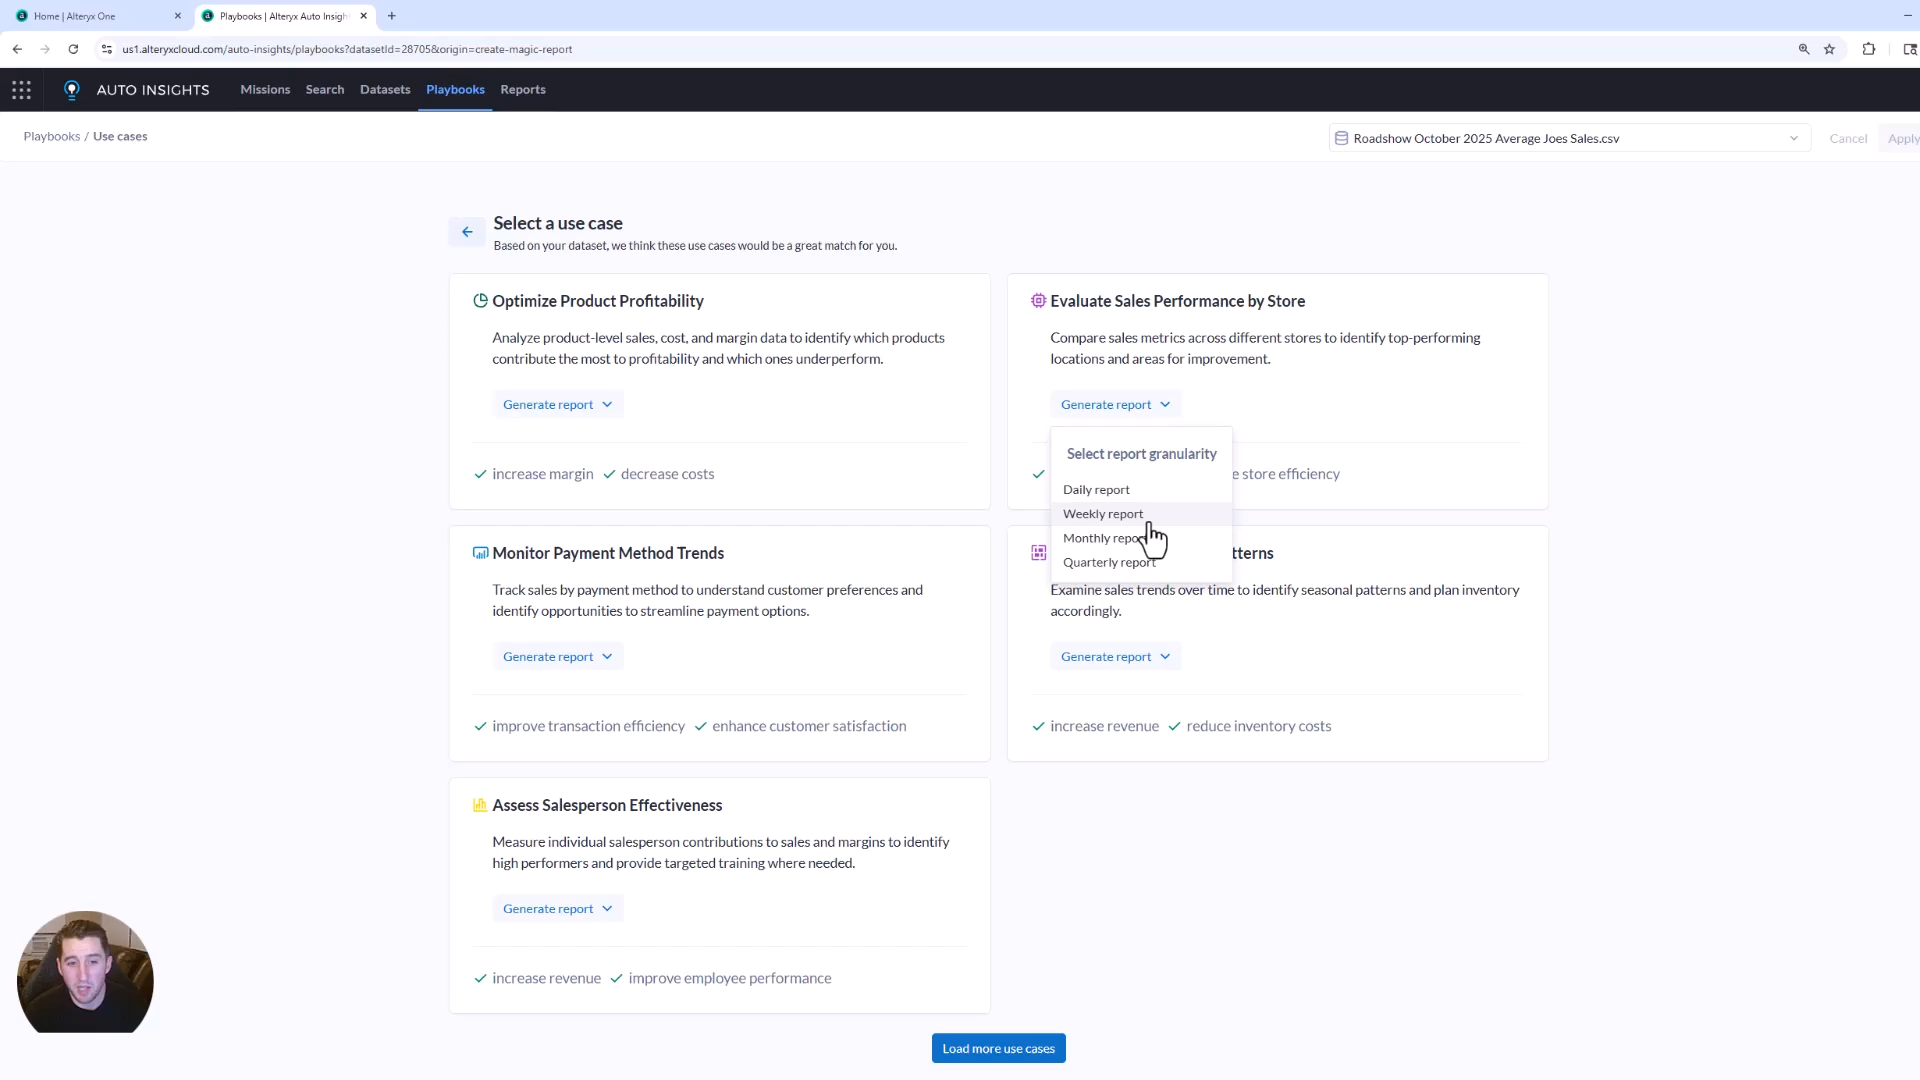 Home | Alteryx One
Playbooks | Alteryx Auto Insigh
us1.alteryxcloud.com/auto-insights/playbooks?datasetId=28705&origin=create-magic-report
AUTO INSIGHTS
Missions
Search
Datasets
Playbooks
Reports
Playbooks / Use cases
Roadshow October 2025 Average Joes Sales.csv
Cancel
Apply
Select a use case
Based on your dataset, we think these use cases would be a great match for you.
Optimize Product Profitability
Analyze product-level sales, cost, and margin data to identify which products
contribute the most to profitability and which ones underperform.
Generate report
increase margin
decrease costs
Evaluate Sales Performance by Store
Compare sales metrics across different stores to identify top-performing
locations and areas for improvement.
Generate report
Select report granularity
Daily report
Weekly report
Monthly report
Quarterly report
e store efficiency
Monitor Payment Method Trends
Track sales by payment method to understand customer preferences and
identify opportunities to streamline payment options.
Generate report
improve transaction efficiency
enhance customer satisfaction
tterns
Examine sales trends over time to identify seasonal patterns and plan inventory
accordingly.
Generate report
increase revenue
reduce inventory costs
Assess Salesperson Effectiveness
Measure individual salesperson contributions to sales and margins to identify
high performers and provide targeted training where needed.
Generate report
increase revenue
improve employee performance
Load more use cases